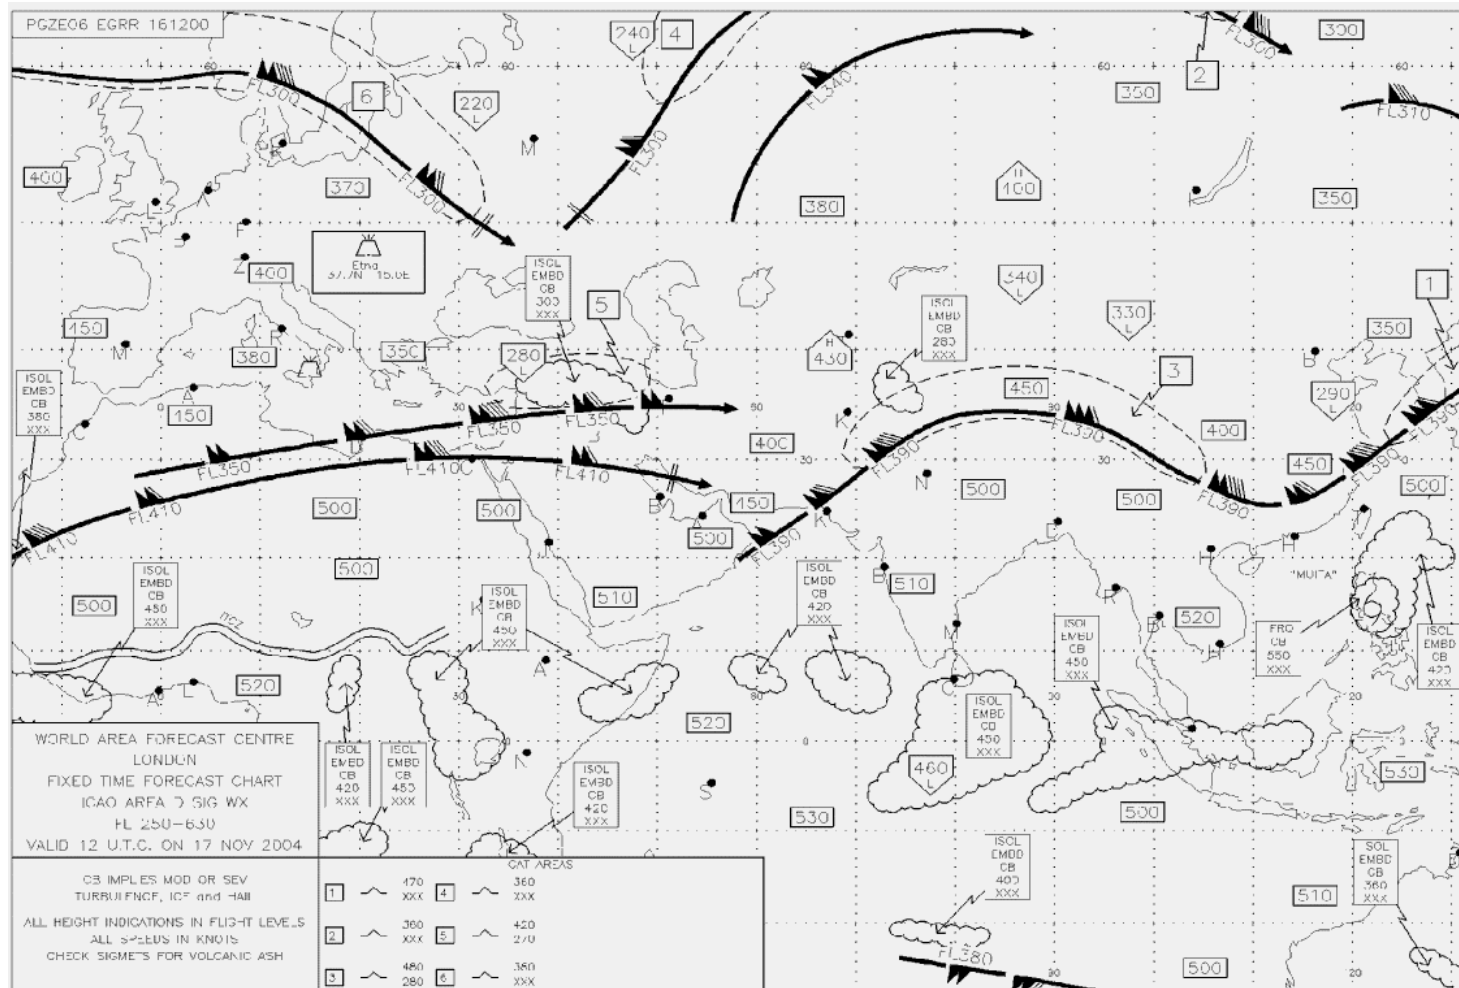 PGZE06 EGRR 161200
240
L
4
300
2
FL300
6
220
L
FL300
FL340
350
FL310
M
FL300
400
370
FL300
H
400
380
350
Etna
37.7N 15.0E
400
ISOL
EMBD
CB
300
XXX
5
340
L
1
150
M
R
380
350
280
L
H
430
ISOL
EMBD
CB
280
XXX
330
L
350
B
3
290
L
450
ISOL
EMBD
CB
380
XXX
150
FL350
FL350
FL350
FL410
FL410
FL410
FL410
400
FL390
FL390
400
450
FL390
FL390
FL390
500
500
500
500
150
500
FL390
N
500
500
500
ISOL
EMBD
CB
450
XXX
ISOL
EMBD
CB
450
XXX
510
ISOL
EMBD
CB
420
XXX
510
"MUIFA"
520
ISOL
EMBD
CB
450
XXX
FRQ
CB
550
XXX
ISOL
EMBD
CB
420
XXX
520
520
ISOL
EMBD
CB
450
XXX
WORLD AREA FORECAST CENTRE
LONDON
FIXED TIME FORECAST CHART
ICAO AREA D SIG WX
FL 250-630
VALID 12 U.T.C. ON 17 NOV 2004
ISOL
EMBD
CB
420
XXX
ISOL
EMBD
CB
450
XXX
ISOL
EMBD
CB
420
XXX
460
L
530
500
530
CB IMPLIES MOD OR SEV
TURBULENCE, ICE and HAIL
ALL HEIGHT INDICATIONS IN FLIGHT LEVELS
ALL SPEEDS IN KNOTS
CHECK SIGMETS FOR VOLCANIC ASH
CAT AREAS
1 470 XXX 4 360 XXX
2 360 XXX 5 420 270
3 480 280 6 380 XXX
ISOL
EMBD
CB
400
XXX
FL380
510
SOL
EMBD
CB
360
XXX
500